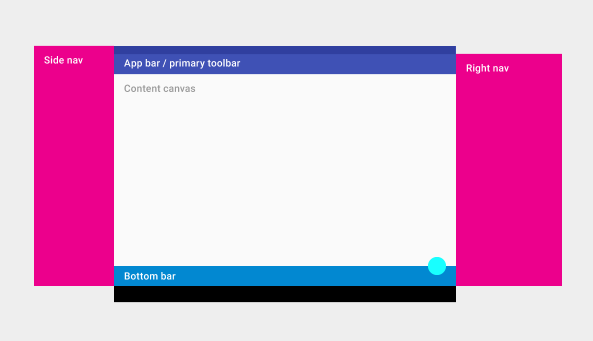 Side nav
App bar / primary toolbar
Right nav
Content canvas
Bottom bar